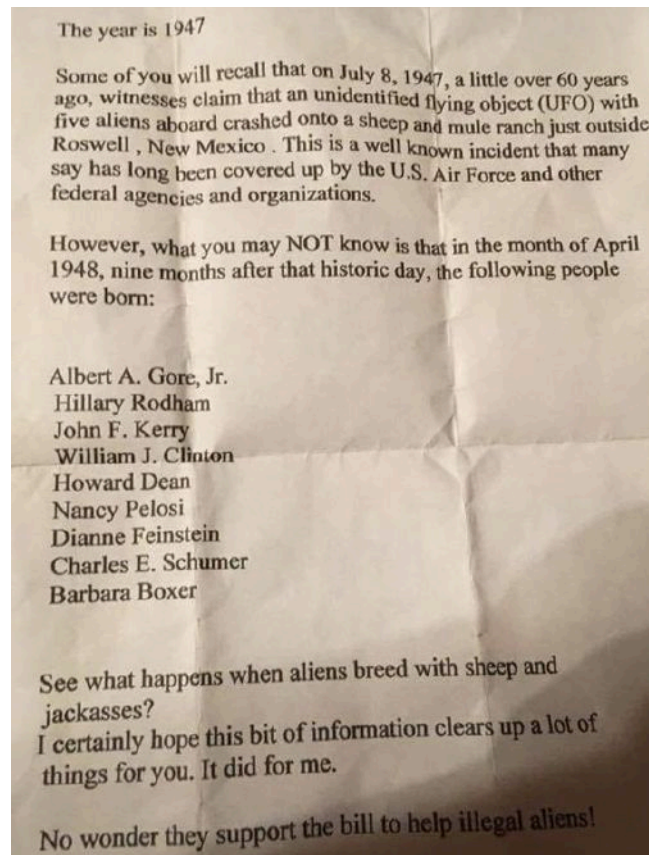 The year is 1947
Some of you will recall that on July 8, 1947, a little over 60 years
ago, witnesses claim that an unidentified flying object (UFO) with
five aliens aboard crashed onto a sheep and mule ranch just outside
Roswell , New Mexico . This is a well known incident that many
say has long been covered up by the U.S. Air Force and other
federal agencies and organizations.
However, what you may NOT know is that in the month of April
1948, nine months after that historic day, the following people
were born:
Albert A. Gore, Jr.
Hillary Rodham
John F. Kerry
William J. Clinton
Howard Dean
Nancy Pelosi
Dianne Feinstein
Charles E. Schumer
Barbara Boxer
See what happens when aliens breed with sheep and
jackasses?
I certainly hope this bit of information clears up a lot of
things for you. It did for me.
No wonder they support the bill to help illegal aliens!